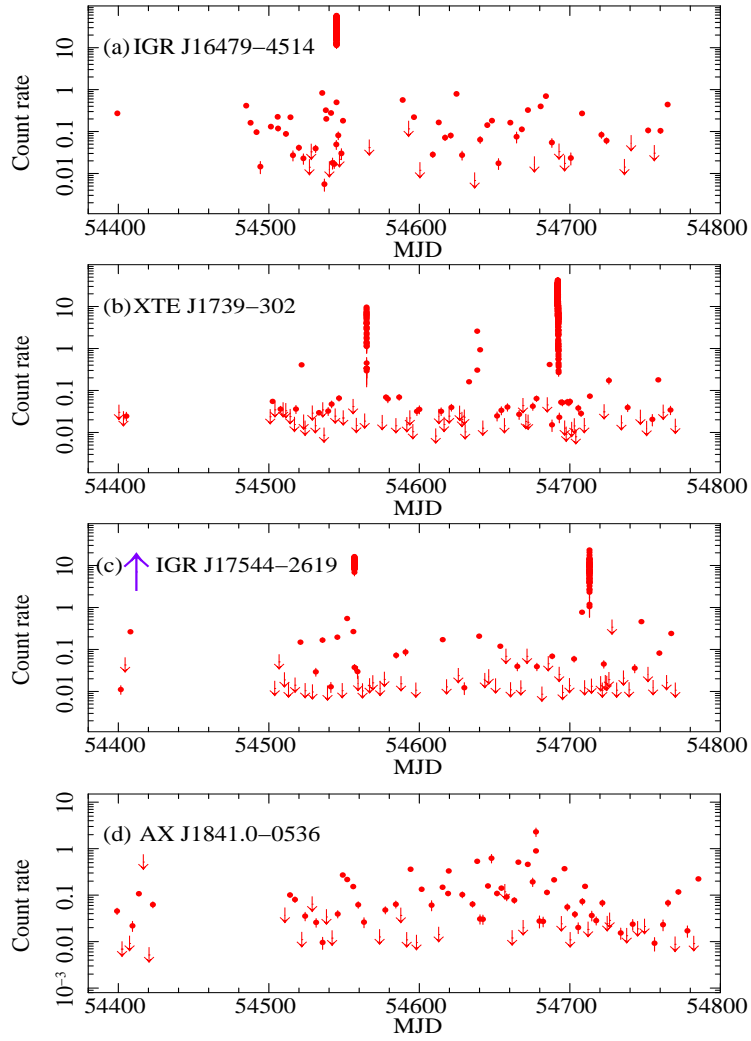 (a) IGR J16479−4514
Count rate
10
1
0.1
0.01
54400 54500 54600 54700 54800
MJD
(b) XTE J1739−302
Count rate
10
1
0.1
0.01
54400 54500 54600 54700 54800
MJD
(c) IGR J17544−2619
Count rate
10
1
0.1
0.01
54400 54500 54600 54700 54800
MJD
(d) AX J1841.0−0536
Count rate
10
1
0.1
0.01
10⁻³
54400 54500 54600 54700 54800
MJD